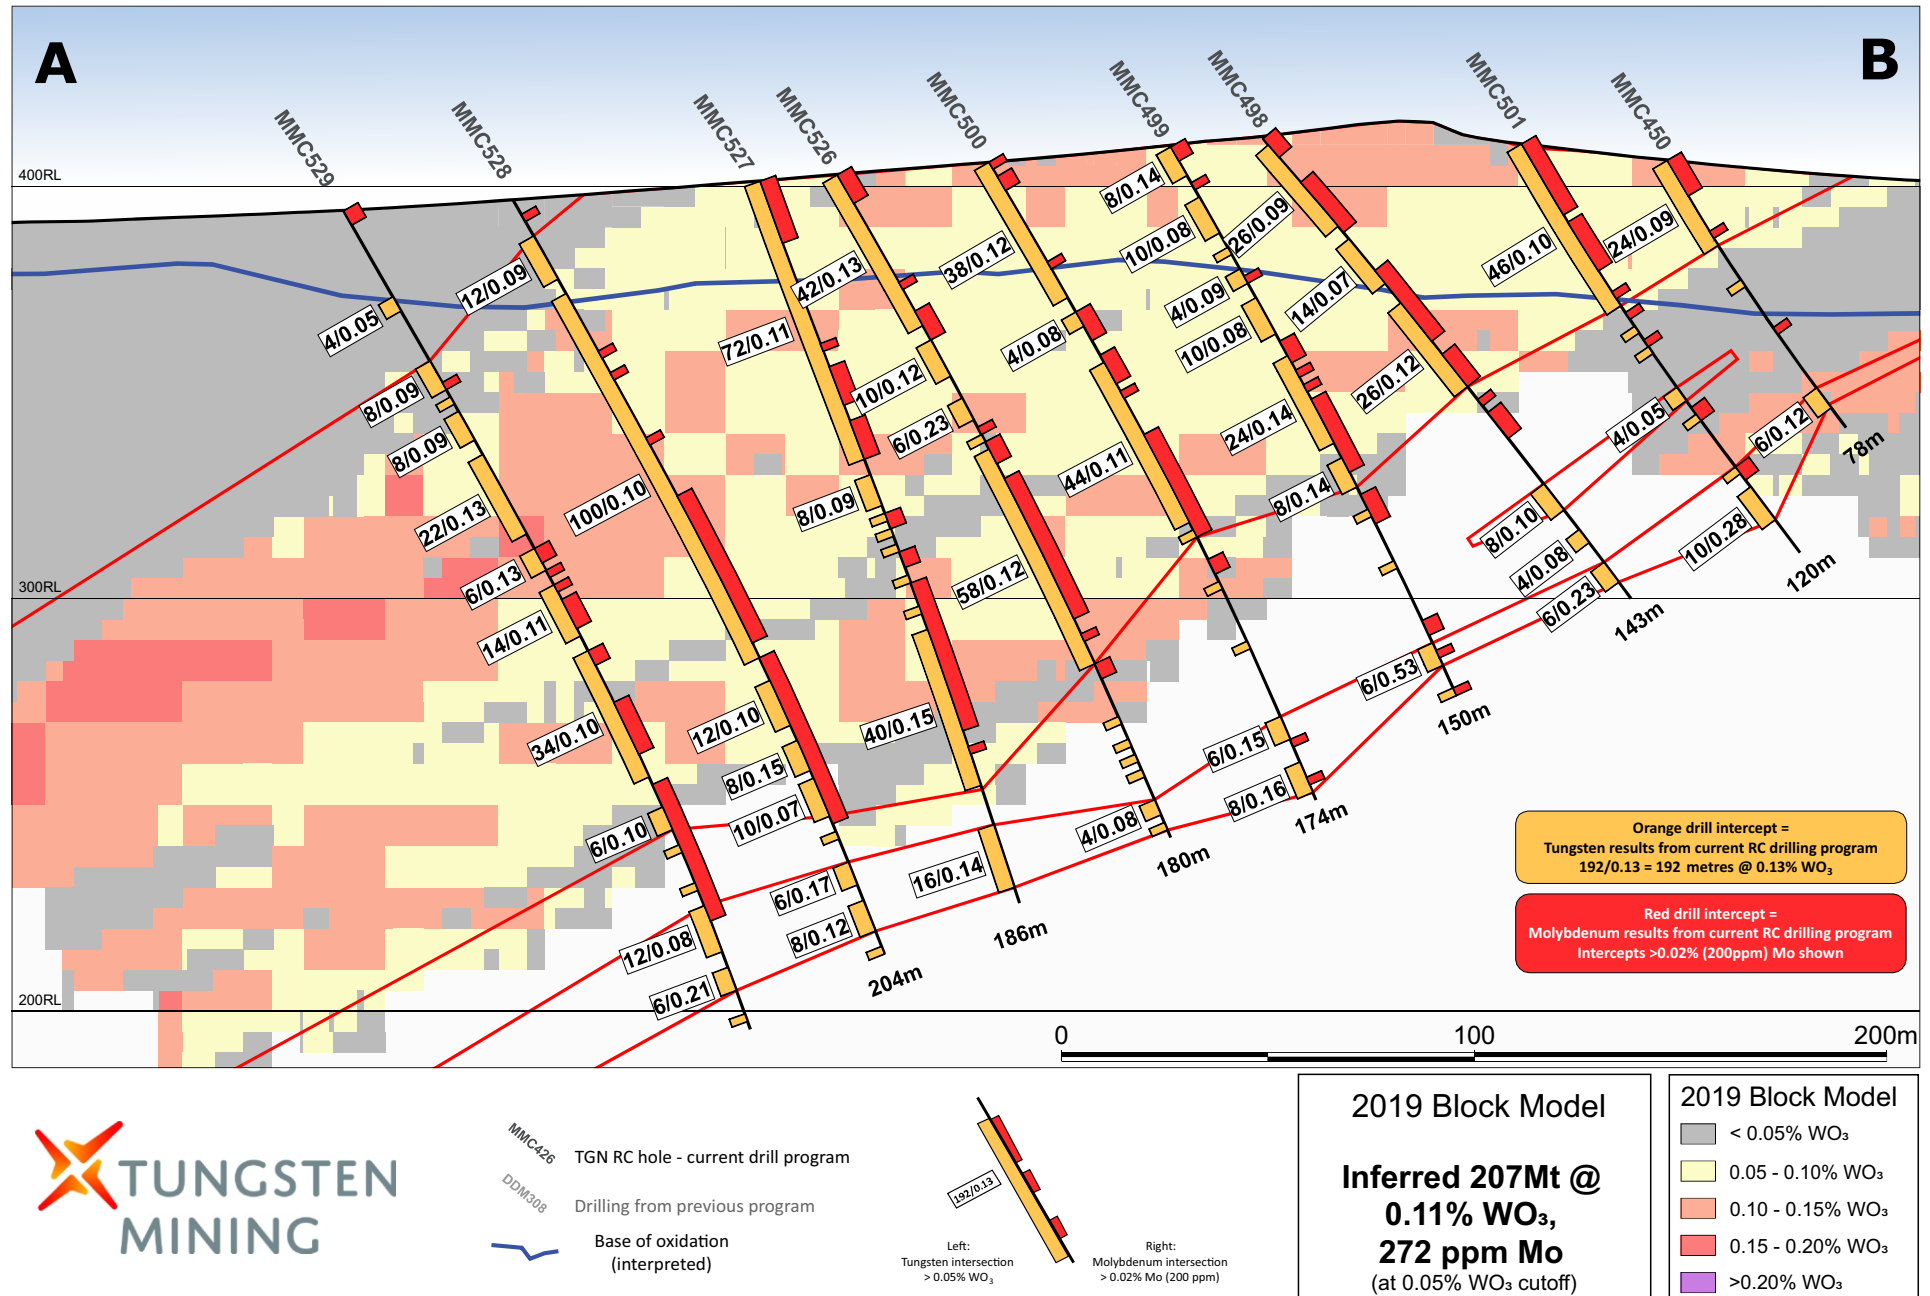 A
B
MMC529
MMC528
MMC527
MMC526
MMC500
MMC499
MMC498
MMC501
MMC450
400RL
300RL
200RL
4/0.05
8/0.09
8/0.09
22/0.13
6/0.13
14/0.11
34/0.10
6/0.10
12/0.08
6/0.21
12/0.09
100/0.10
12/0.10
8/0.15
10/0.07
6/0.17
8/0.12
204m
72/0.11
8/0.09
40/0.15
16/0.14
186m
42/0.13
10/0.12
6/0.23
58/0.12
4/0.08
180m
38/0.12
4/0.08
44/0.11
6/0.15
8/0.16
174m
8/0.14
10/0.08
4/0.09
10/0.08
24/0.14
8/0.14
6/0.53
150m
26/0.09
14/0.07
26/0.12
8/0.10
4/0.08
6/0.23
143m
46/0.10
4/0.05
10/0.28
120m
24/0.09
6/0.12
78m
Orange drill intercept =
Tungsten results from current RC drilling program
192/0.13 = 192 metres @ 0.13% WO₃
Red drill intercept =
Molybdenum results from current RC drilling program
Intercepts >0.02% (200ppm) Mo shown
0
100
200m
TUNGSTEN
MINING
MMC426
TGN RC hole - current drill program
DDM308
Drilling from previous program
Base of oxidation
(interpreted)
192/0.13
Left:
Tungsten intersection
> 0.05% WO₃
Right:
Molybdenum intersection
> 0.02% Mo (200 ppm)
2019 Block Model
Inferred 207Mt @
0.11% WO₃,
272 ppm Mo
(at 0.05% WO₃ cutoff)
2019 Block Model
< 0.05% WO₃
0.05 - 0.10% WO₃
0.10 - 0.15% WO₃
0.15 - 0.20% WO₃
>0.20% WO₃